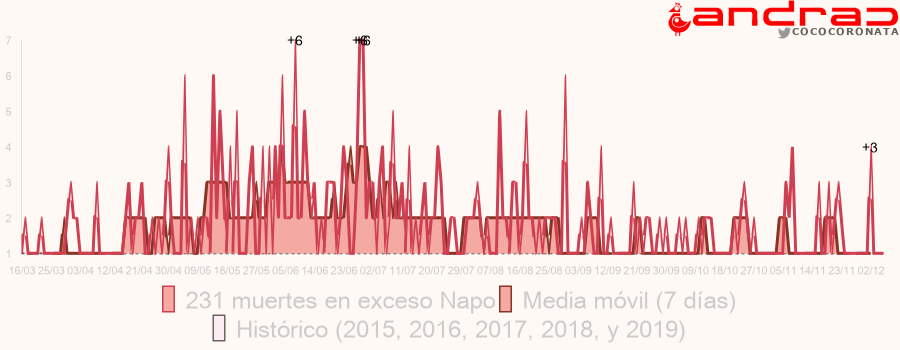 andrab
COCOCORONATA
+6 +6 +6
7
6
5
4
3
2
1
+3
16/03 25/03 03/04 12/04 21/04 30/04 09/05 18/05 27/05 05/06 14/06 23/06 02/07 11/07 20/07 29/07 07/08 16/08 25/08 03/09 12/09 21/09 30/09 09/10 18/10 27/10 05/11 14/11 23/11 02/12
231 muertes en exceso Napo Media móvil (7 días)
Histórico (2015, 2016, 2017, 2018, y 2019)